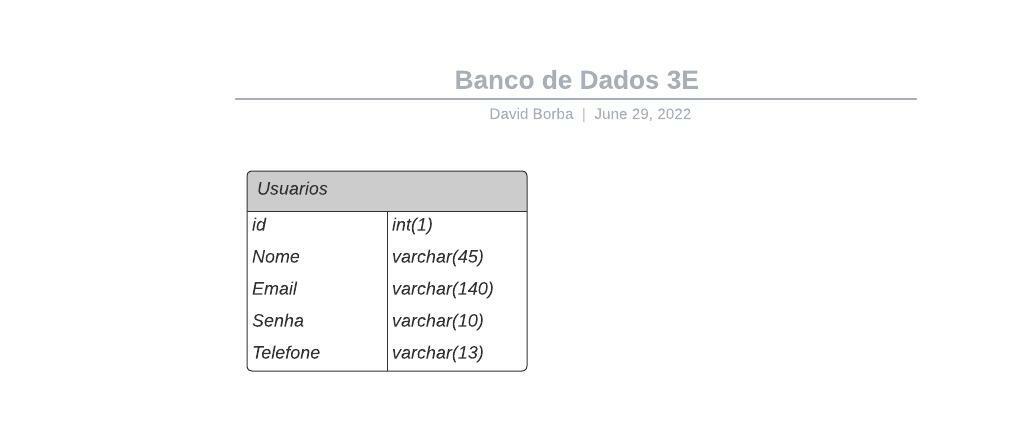 Banco de Dados 3E
David Borba | June 29, 2022
Usuarios
id int(1)
Nome varchar(45)
Email varchar(140)
Senha varchar(10)
Telefone varchar(13)